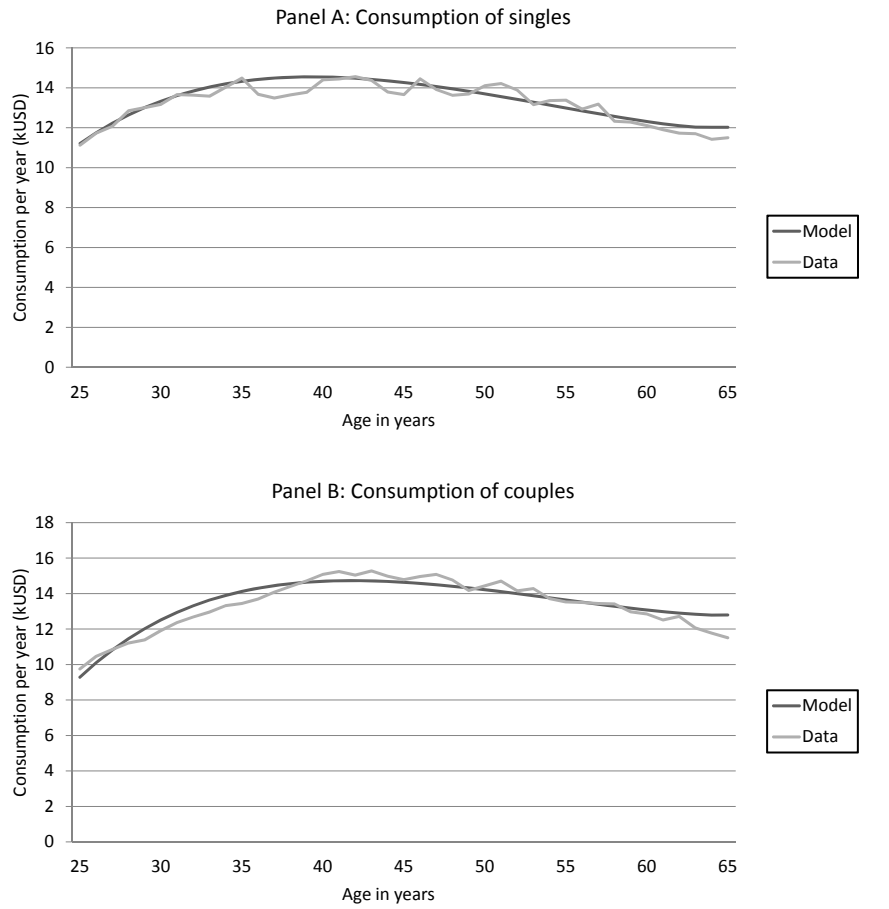 Panel A: Consumption of singles
Consumption per year (kUSD)
16
14
12
10
8
6
4
2
0
25 30 35 40 45 50 55 60 65
Age in years
Model
Data
Panel B: Consumption of couples
Consumption per year (kUSD)
18
16
14
12
10
8
6
4
2
0
25 30 35 40 45 50 55 60 65
Age in years
Model
Data